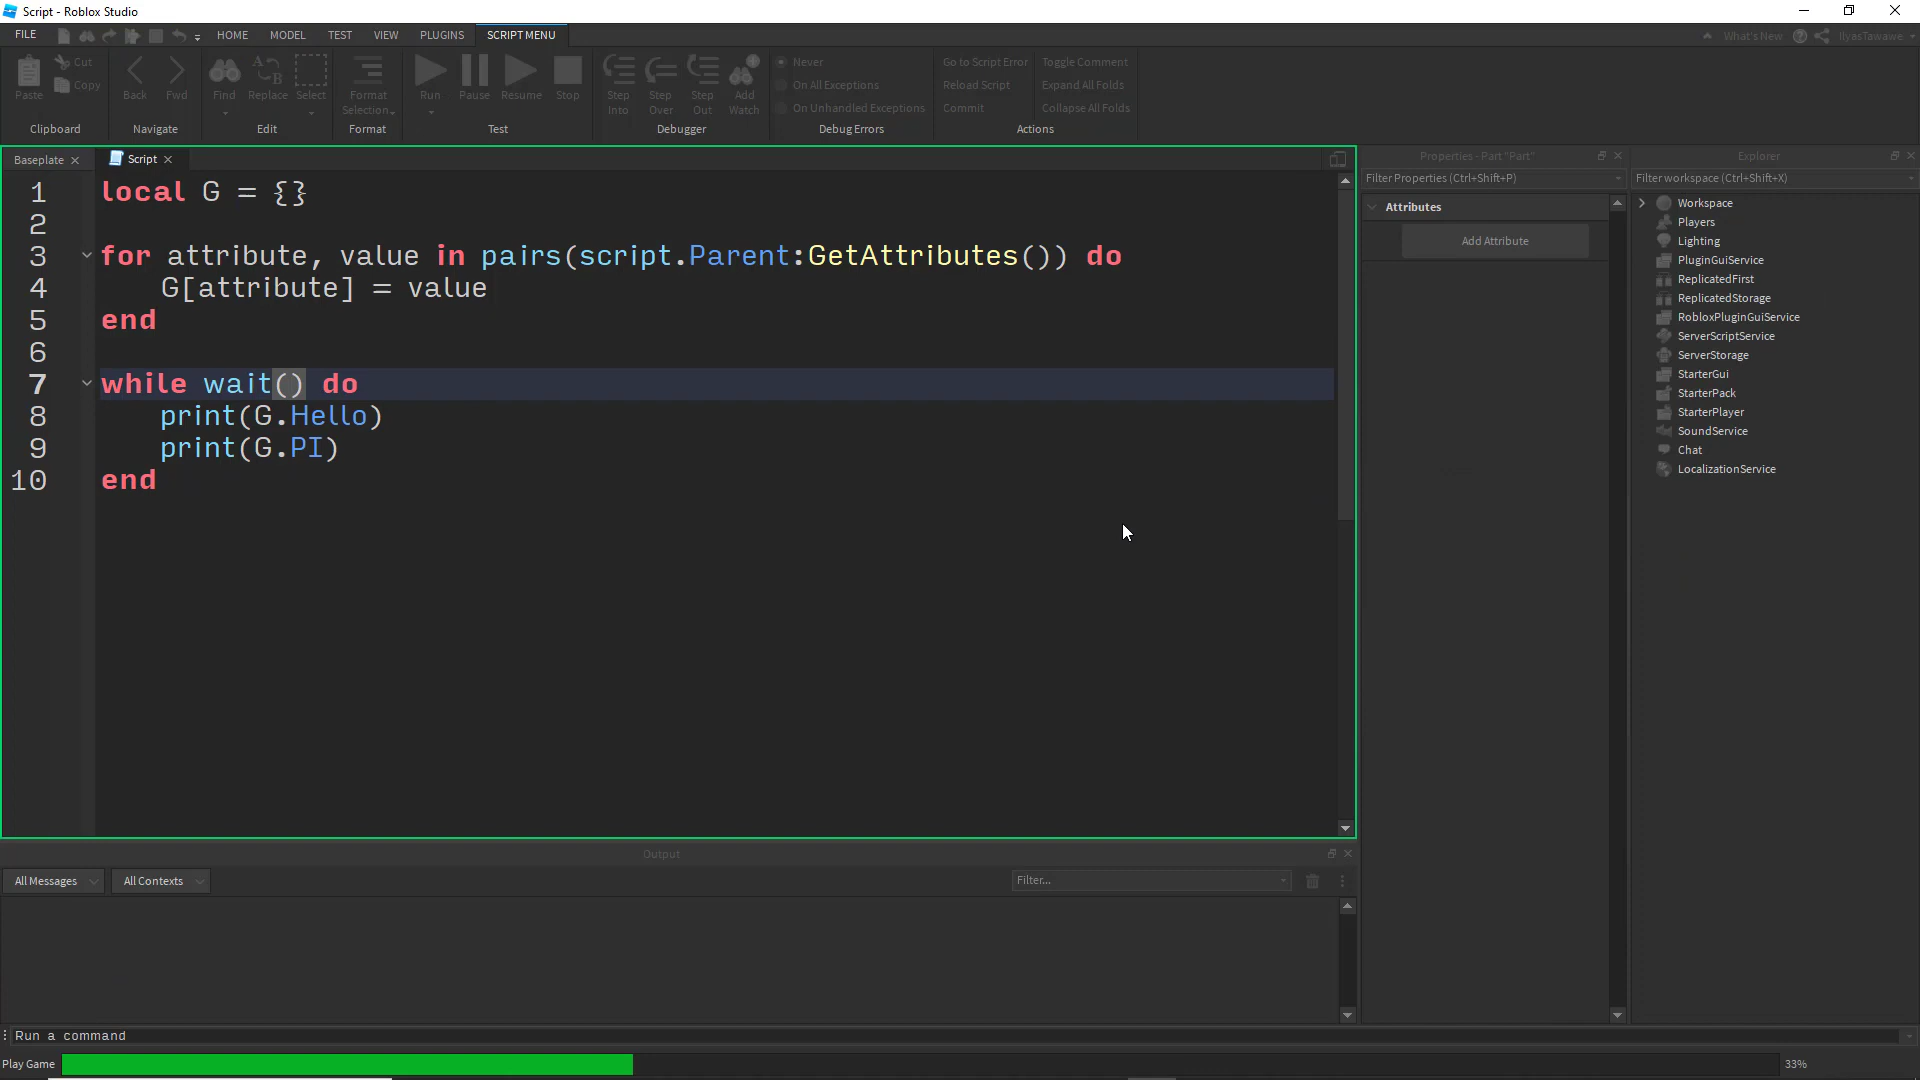 Script - Roblox Studio
FILE HOME MODEL TEST VIEW PLUGINS SCRIPT MENU What's New IlyasTawawe
Paste Cut Copy
Clipboard
Back Fwd
Navigate
Find Replace Select
Edit
Format Selection
Format
Run Pause Resume Stop
Test
Step Into Step Over Step Out Add Watch
Debugger
Never
On All Exceptions
On Unhandled Exceptions
Debug Errors
Go to Script Error Toggle Comment
Reload Script Expand All Folds
Commit Collapse All Folds
Actions
Baseplate Script
1 local G = {}
2
3 for attribute, value in pairs(script.Parent:GetAttributes()) do
4 G[attribute] = value
5 end
6
7 while wait() do
8 print(G.Hello)
9 print(G.PI)
10 end
Properties - Part "Part"
Filter Properties (Ctrl+Shift+P)
Attributes
Add Attribute
Explorer
Filter workspace (Ctrl+Shift+X)
Workspace
Players
Lighting
PluginGuiService
ReplicatedFirst
ReplicatedStorage
RobloxPluginGuiService
ServerScriptService
ServerStorage
StarterGui
StarterPack
StarterPlayer
SoundService
Chat
LocalizationService
Output
All Messages All Contexts Filter...
Run a command
Play Game 33%